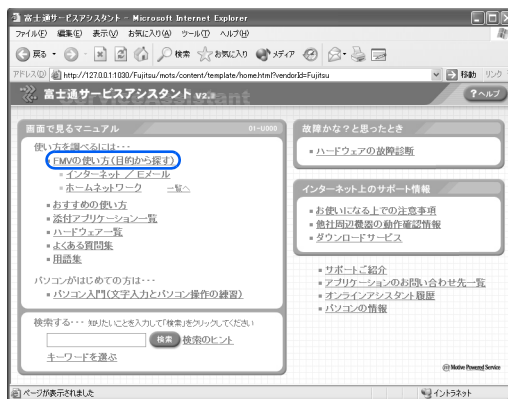 富士通サービスアシスタント - Microsoft Internet Explorer
ファイル(F) 編集(E) 表示(V) お気に入り(A) ツール(T) ヘルプ(H)
戻る 検索 お気に入り メディア
アドレス(D) http://127.0.0.1:1030/Fujitsu/mots/content/template/home.html?vendorId=Fujitsu 移動 リンク
富士通サービスアシスタント V2.8
?ヘルプ
画面で見るマニュアル 01-U000
使い方を調べるには・・・
FMVの使い方(目的から探す)
インターネット / Eメール
ホームネットワーク 一覧へ
おすすめの使い方
添付アプリケーション一覧
ハードウェア一覧
よくある質問集
用語集
パソコンがはじめての方は・・・
パソコン入門(文字入力とパソコン操作の練習)
検索する・・・ 知りたいことを入力して「検索」をクリックしてください
検索 検索のヒント
キーワードを選ぶ
故障かな?と思ったとき
ハードウェアの故障診断
インターネット上のサポート情報
お使いになる上での注意事項
他社周辺機器の動作確認情報
ダウンロードサービス
サポートご紹介
アプリケーションのお問い合わせ先一覧
オンラインアシスタント履歴
パソコンの情報
Motive Powered Service
ページが表示されました イントラネット